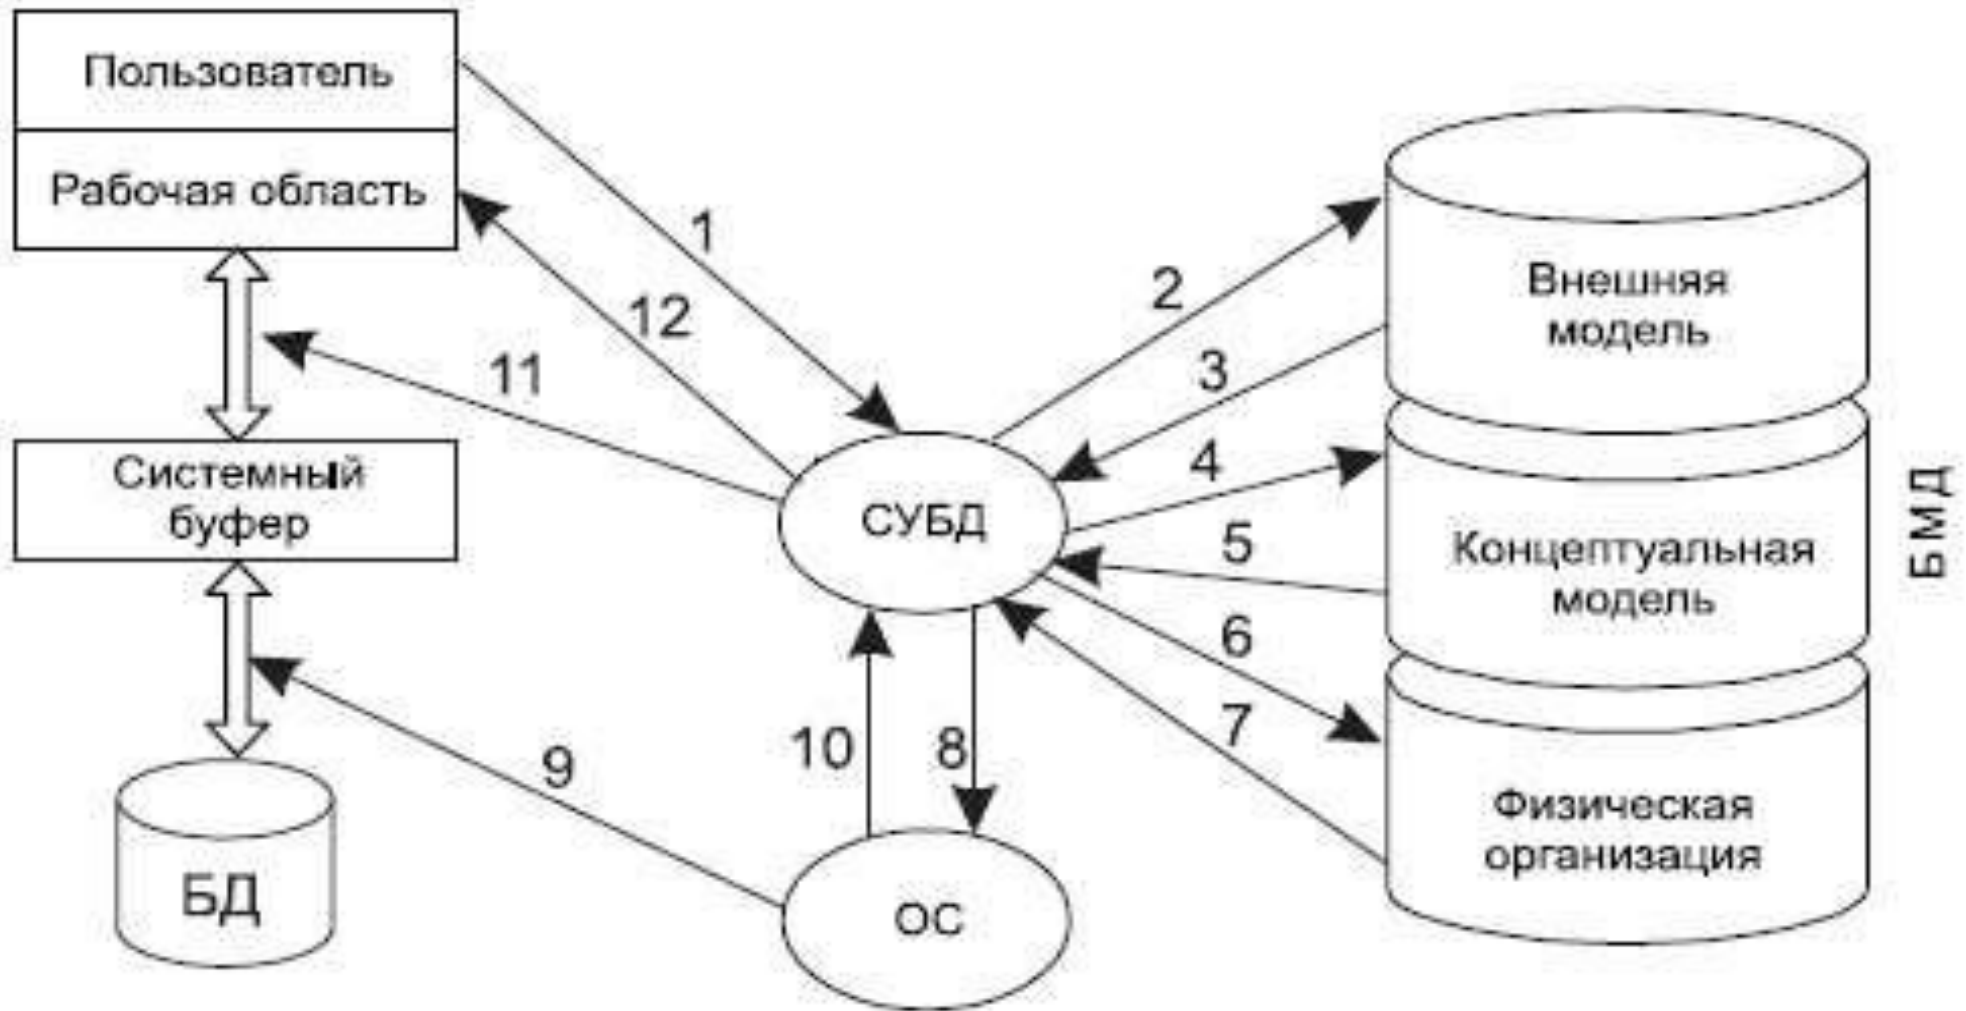 Пользователь
Рабочая область
1
12
11
2
3
4
5
6
7
Внешняя
модель
Системный
буфер
СУБД
Концептуальная
модель
БМД
9
10
8
Физическая
организация
БД
ОС